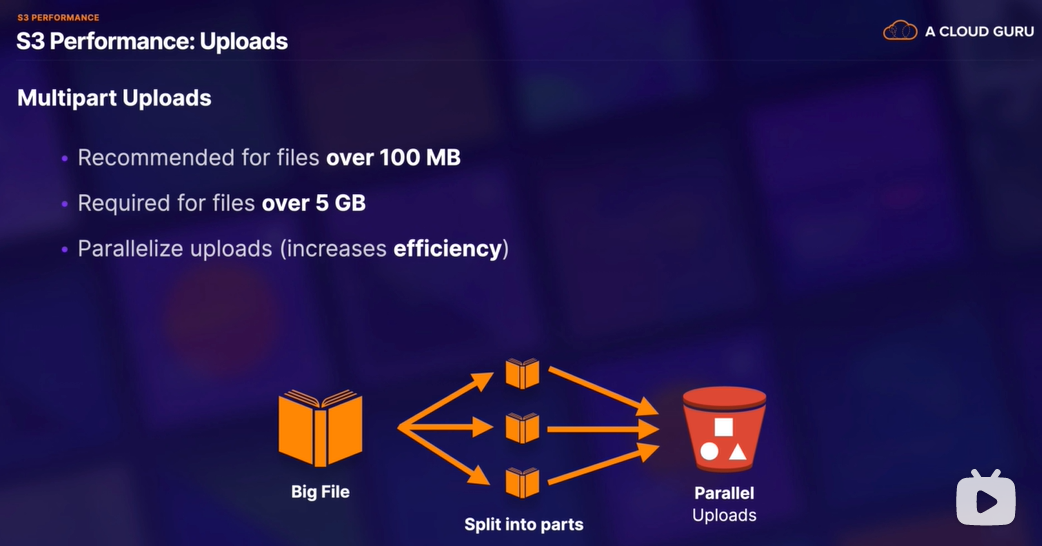 S3 PERFORMANCE
S3 Performance: Uploads
A CLOUD GURU
Multipart Uploads
• Recommended for files over 100 MB
• Required for files over 5 GB
• Parallelize uploads (increases efficiency)
Big File
Split into parts
Parallel
Uploads